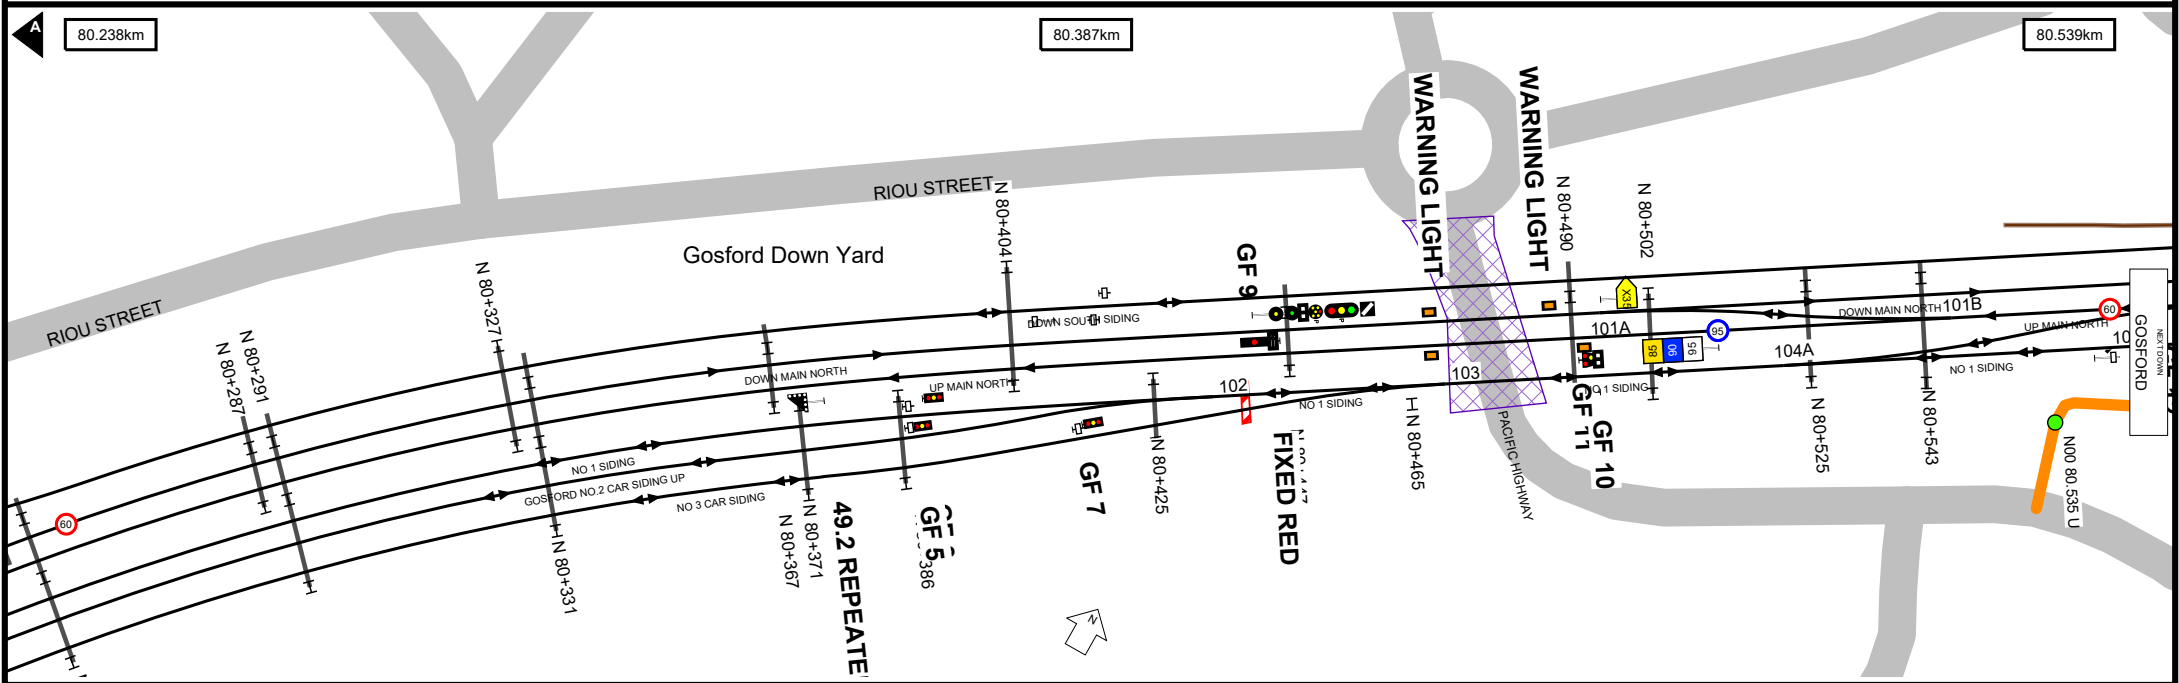 A
80.238km
80.387km
80.539km
RIOU STREET
RIOU STREET
Gosford Down Yard
WARNING LIGHT
WARNING LIGHT
N 80+287
N 80+291
N 80+327
N 80+331
N 80+404
N 80+490
N 80+502
GF 9
DOWN SOUTH SIDING
DOWN MAIN NORTH
UP MAIN NORTH
NO 1 SIDING
GOSFORD NO.2 CAR SIDING UP
NO 3 CAR SIDING
60
N 80+367
N 80+371
49.2 REPEATE
GF 5
386
GF 7
N 80+425
102
NO 1 SIDING
FIXED RED
N 80+465
103
PACIFIC HIGHWAY
GF 11
GF 10
NO 1 SIDING
X35
101A
95
85
90
95
DOWN MAIN NORTH
101B
UP MAIN NORTH
104A
NO 1 SIDING
N 80+525
N 80+543
60
10
GOSFORD
NEXT DOWN
N00 80.535 U
N